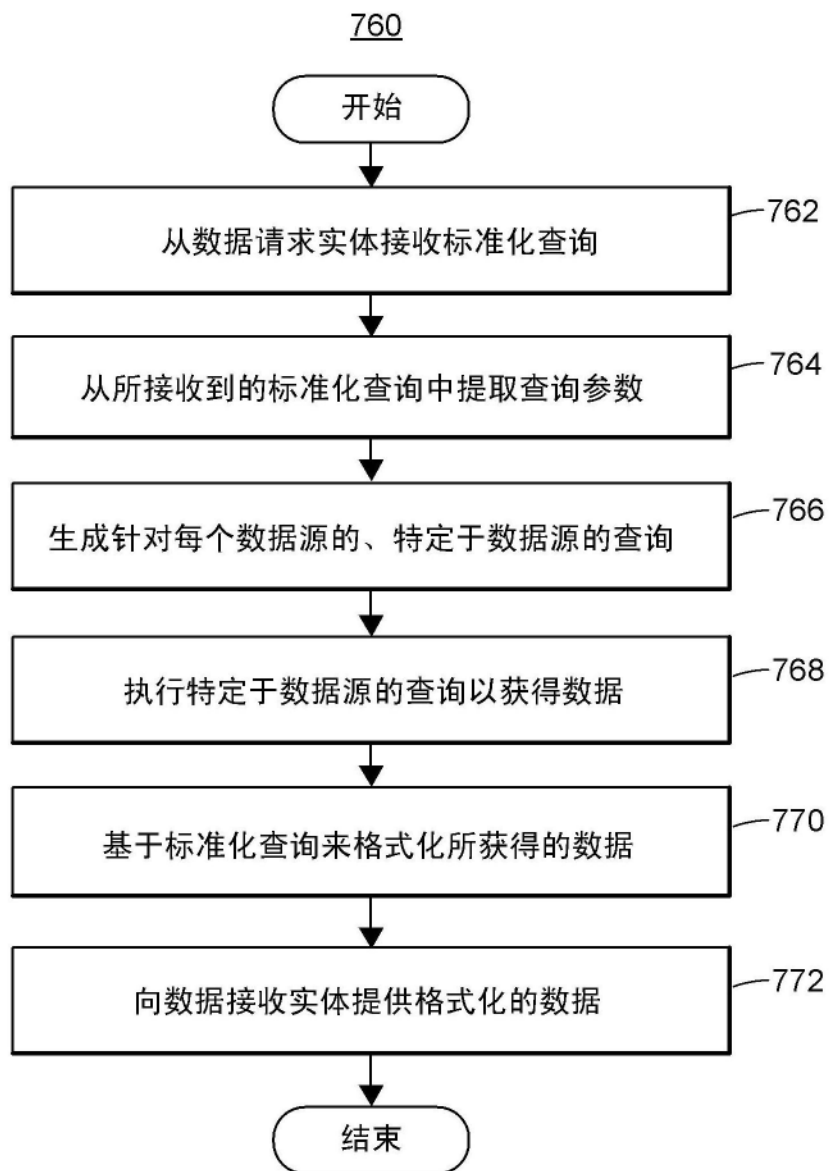 760
开始
从数据请求实体接收标准化查询
762
从所接收到的标准化查询中提取查询参数
764
生成针对每个数据源的、特定于数据源的查询
766
执行特定于数据源的查询以获得数据
768
基于标准化查询来格式化所获得的数据
770
向数据接收实体提供格式化的数据
772
结束